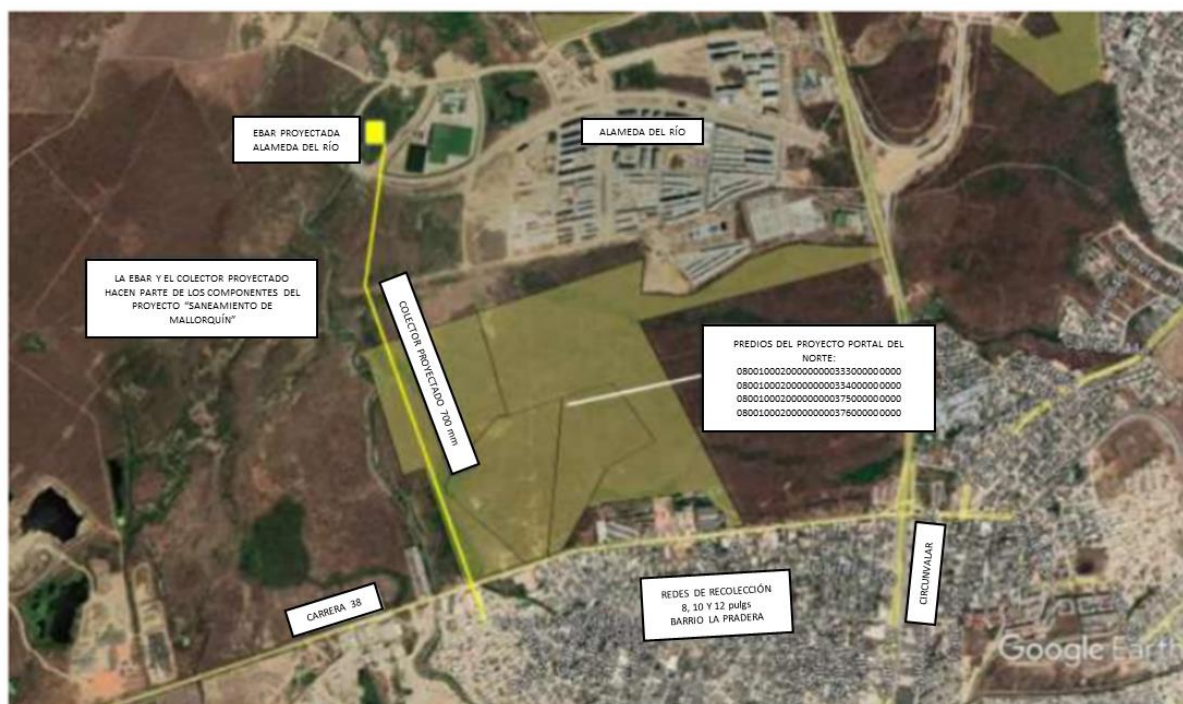 EBAR PROYECTADA
ALAMEDA DEL RÍO
ALAMEDA DEL RÍO
LA EBAR Y EL COLECTOR PROYECTADO
HACEN PARTE DE LOS COMPONENTES DEL
PROYECTO "SANEAMIENTO DE
MALLORQUÍN"
COLECTOR PROYECTADO 700 mm
PREDIOS DEL PROYECTO PORTAL DEL
NORTE:
080010002000000000333000000000
080010002000000000334000000000
080010002000000000375000000000
080010002000000000376000000000
CARRERA 38
REDES DE RECOLECCIÓN
8, 10 Y 12 pulgs
BARRIO LA PRADERA
CIRCUNVALAR
Google Earth